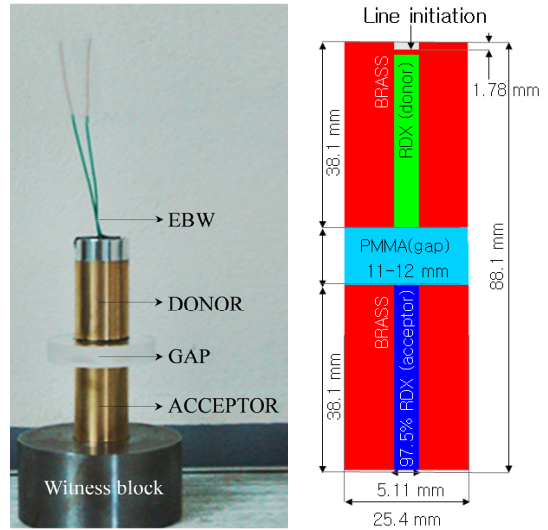 EBW
DONOR
GAP
ACCEPTOR
Witness block
Line initiation
1.78 mm
38.1 mm
BRASS
RDX (donor)
PMMA(gap)
11-12 mm
88.1 mm
38.1 mm
BRASS
97.5% RDX (acceptor)
5.11 mm
25.4 mm